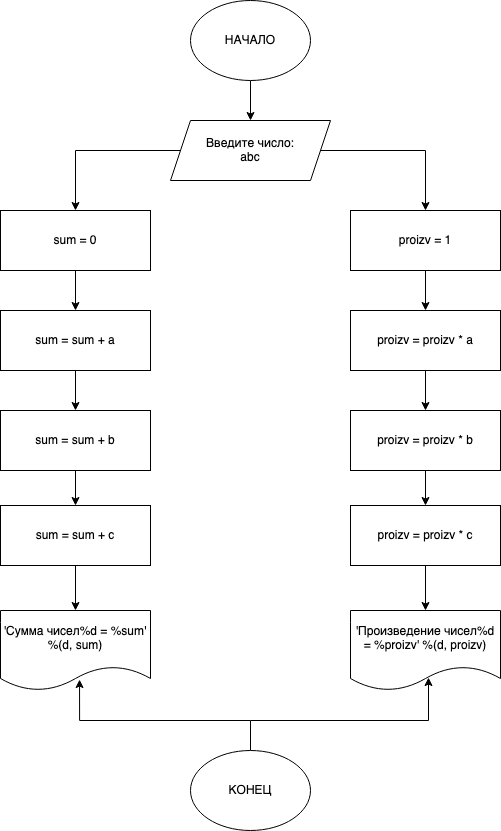 НАЧАЛО
Введите число:
abc
sum = 0
proizv = 1
sum = sum + a
proizv = proizv * a
sum = sum + b
proizv = proizv * b
sum = sum + c
proizv = proizv * c
'Сумма чисел%d = %sum'
%(d, sum)
'Произведение чисел%d
= %proizv' %(d, proizv)
КОНЕЦ